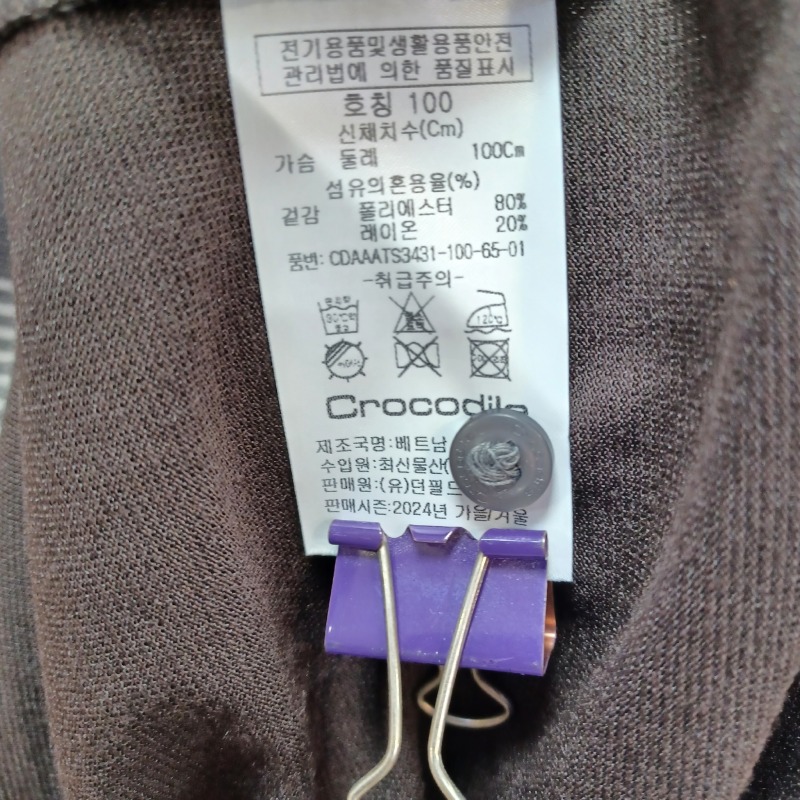 전기용품및생활용품안전
관리법에 의한 품질표시
호칭 100
신체치수(Cm)
가슴 둘레 100Cm
섬유의혼용율(%)
겉감 폴리에스터 80%
레이온 20%
품번: CDAAATS3431-100-65-01
-취급주의-
120℃
Crocodile
제조국명:베트남
수입원:최신물산(
판매원:(유)던필드
판매시즌:2024년 가을/겨울